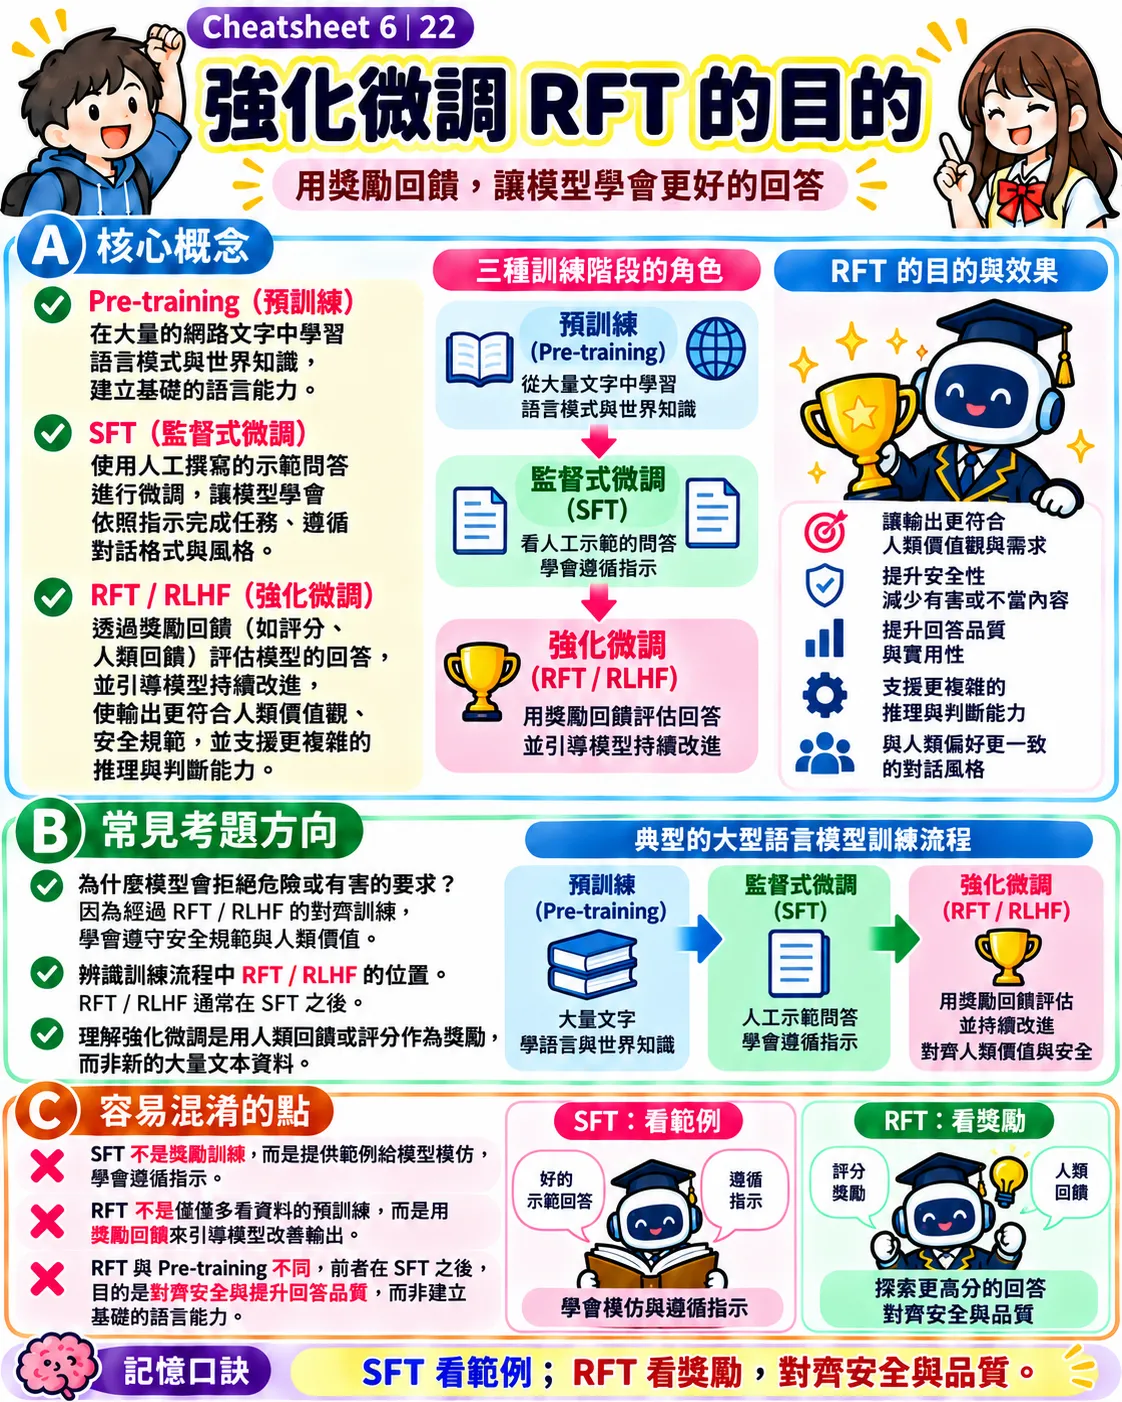 Cheatsheet 6 | 22
強化微調 RFT 的目的
用獎勵回饋，讓模型學會更好的回答
A 核心概念
Pre-training（預訓練）
在大量的網路文字中學習
語言模式與世界知識，
建立基礎的語言能力。
SFT（監督式微調）
使用人工撰寫的示範問答
進行微調，讓模型學會
依照指示完成任務、遵循
對話格式與風格。
RFT / RLHF（強化微調）
透過獎勵回饋（如評分、
人類回饋）評估模型的回答，
並引導模型持續改進，
使輸出更符合人類價值觀、
安全規範，並支援更複雜的
推理與判斷能力。
三種訓練階段的角色
預訓練
(Pre-training)
從大量文字中學習
語言模式與世界知識
監督式微調
(SFT)
看人工示範的問答
學會遵循指示
強化微調
(RFT / RLHF)
用獎勵回饋評估回答
並引導模型持續改進
RFT 的目的與效果
讓輸出更符合
人類價值觀與需求
提升安全性
減少有害或不當內容
提升回答品質
與實用性
支援更複雜的
推理與判斷能力
與人類偏好更一致
的對話風格
B 常見考題方向
為什麼模型會拒絕危險或有害的要求？
因為經過 RFT / RLHF 的對齊訓練，
學會遵守安全規範與人類價值。
辨識訓練流程中 RFT / RLHF 的位置。
RFT / RLHF 通常在 SFT 之後。
理解強化微調是用人類回饋或評分作為獎勵，
而非新的大量文本資料。
典型的大型語言模型訓練流程
預訓練
(Pre-training)
大量文字
學語言與世界知識
監督式微調
(SFT)
人工示範問答
學會遵循指示
強化微調
(RFT / RLHF)
用獎勵回饋評估
並持續改進
對齊人類價值與安全
C 容易混淆的點
SFT 不是獎勵訓練，而是提供範例給模型模仿，
學會遵循指示。
RFT 不是僅僅多看資料的預訓練，而是用
獎勵回饋來引導模型改善輸出。
RFT 與 Pre-training 不同，前者在 SFT 之後，
目的是對齊安全與提升回答品質，而非建立
基礎的語言能力。
SFT：看範例
好的
示範回答
遵循
指示
學會模仿與遵循指示
RFT：看獎勵
評分
獎勵
人類
回饋
探索更高分的回答
對齊安全與品質
記憶口訣
SFT 看範例； RFT 看獎勵，對齊安全與品質。